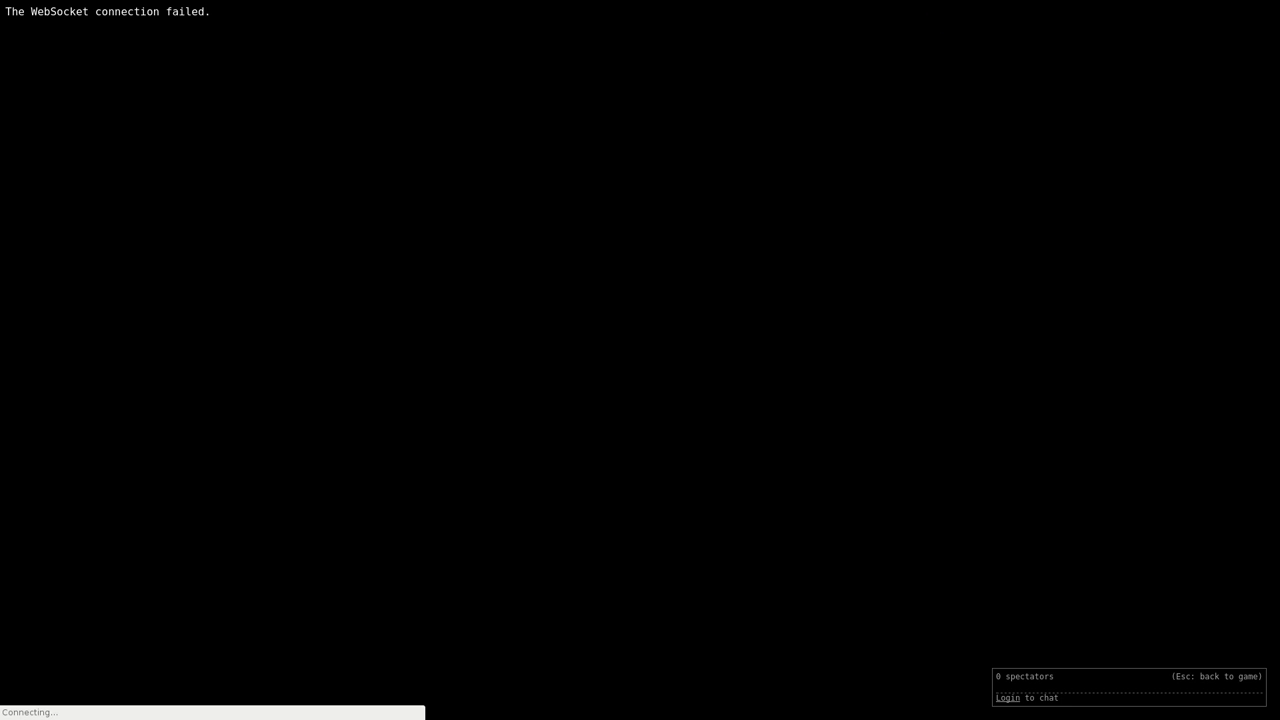 The WebSocket connection failed.
0 spectators (Esc: back to game)
Login to chat
Connecting…